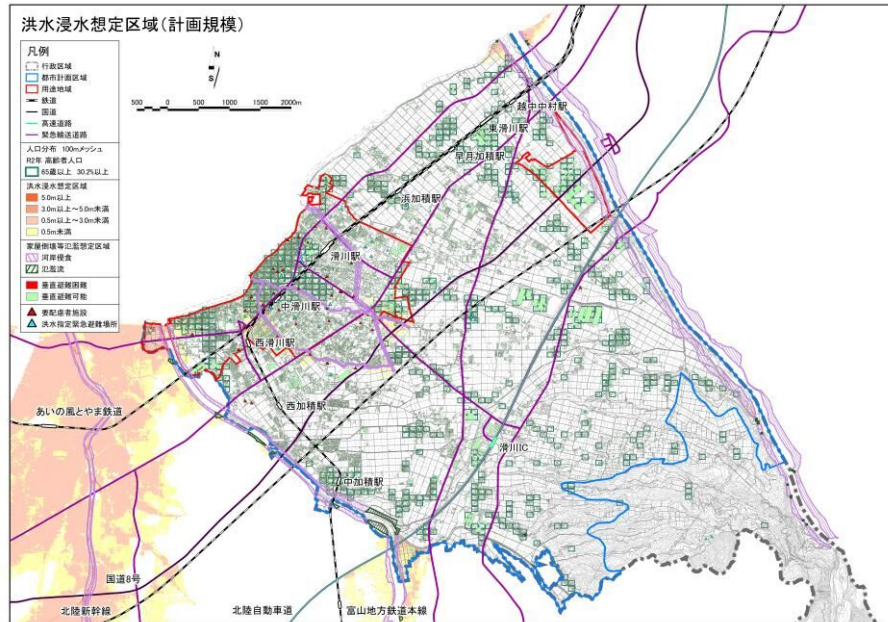 洪水浸水想定区域(計画規模)
凡例
行政区域
都市計画区域
用途地域
鉄道
国道
高速道路
緊急輸送道路
人口分布 100mメッシュ
R2年 高齢者人口
65歳以上 30.2%以上
洪水浸水想定区域
5.0m以上
3.0m以上~5.0m未満
0.5m以上~3.0m未満
0.5m未満
家屋倒壊等氾濫想定区域
河岸侵食
氾濫流
垂直避難困難
垂直避難可能
要配慮者施設
洪水指定緊急避難場所
N
S
500 0 500 1000 1500 2000m
越中中村駅
東滑川駅
早月加積駅
浜加積駅
滑川駅
中滑川駅
西滑川駅
西加積駅
あいの風とやま鉄道
滑川IC
中加積駅
国道8号
北陸新幹線
北陸自動車道
富山地方鉄道本線